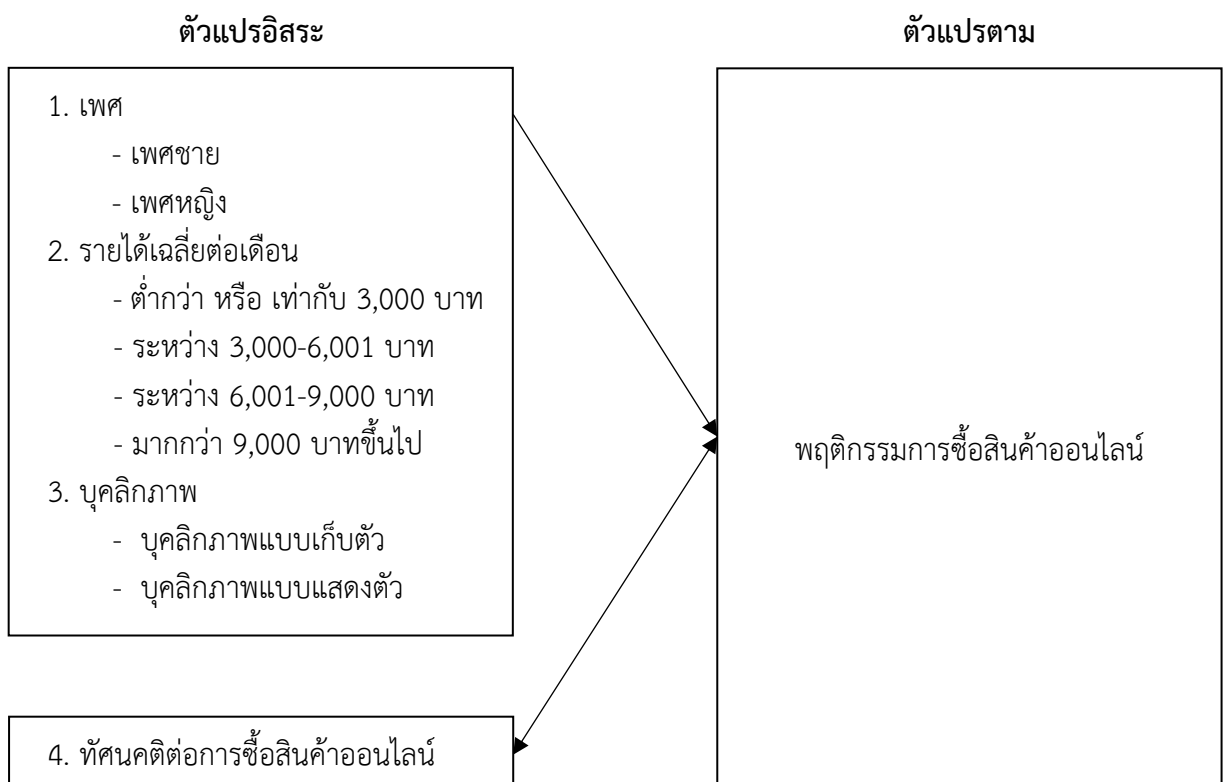 ตัวแปรอิสระ
ตัวแปรตาม
1. เพศ
- เพศชาย
- เพศหญิง
2. รายได้เฉลี่ยต่อเดือน
- ต่ำกว่า หรือ เท่ากับ 3,000 บาท
- ระหว่าง 3,000-6,001 บาท
- ระหว่าง 6,001-9,000 บาท
- มากกว่า 9,000 บาทขึ้นไป
3. บุคลิกภาพ
- บุคลิกภาพแบบเก็บตัว
- บุคลิกภาพแบบแสดงตัว
4. ทัศนคติต่อการซื้อสินค้าออนไลน์
พฤติกรรมการซื้อสินค้าออนไลน์